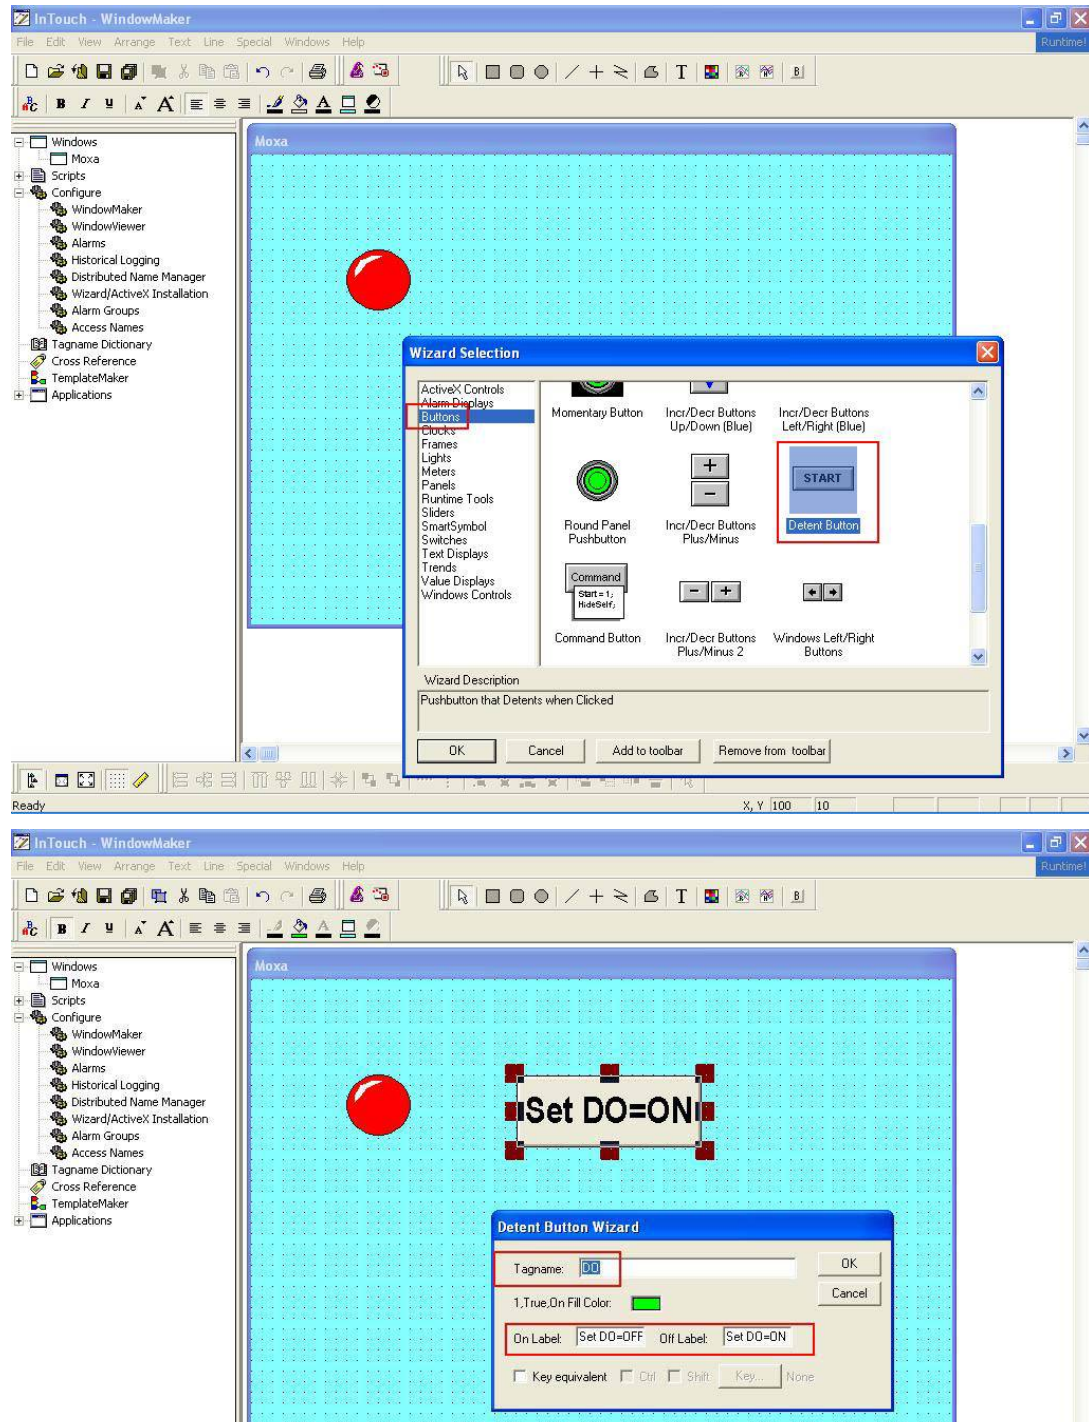 InTouch - WindowMaker
File Edit View Arrange Text Line Special Windows Help
Runtime!
Windows
Moxa
Scripts
Configure
WindowMaker
WindowViewer
Alarms
Historical Logging
Distributed Name Manager
Wizard/ActiveX Installation
Alarm Groups
Access Names
Tagname Dictionary
Cross Reference
TemplateMaker
Applications
Moxa
Wizard Selection
ActiveX Controls
Alarm Displays
Buttons
Clocks
Frames
Lights
Meters
Panels
Runtime Tools
Sliders
SmartSymbol
Switches
Text Displays
Trends
Value Displays
Windows Controls
Momentary Button
Incr/Decr Buttons
Up/Down (Blue)
Incr/Decr Buttons
Left/Right (Blue)
START
Round Panel
Pushbutton
Incr/Decr Buttons
Plus/Minus
Detent Button
Command
Start = 1;
HideSelf;
Command Button
Incr/Decr Buttons
Plus/Minus 2
Windows Left/Right
Buttons
Wizard Description
Pushbutton that Detents when Clicked
OK Cancel Add to toolbar Remove from toolbar
Ready
X, Y 100 10
InTouch - WindowMaker
File Edit View Arrange Text Line Special Windows Help
Runtime!
Windows
Moxa
Scripts
Configure
WindowMaker
WindowViewer
Alarms
Historical Logging
Distributed Name Manager
Wizard/ActiveX Installation
Alarm Groups
Access Names
Tagname Dictionary
Cross Reference
TemplateMaker
Applications
Moxa
Set DO=ON
Detent Button Wizard
Tagname: DO
OK
1,True,On Fill Color:
Cancel
On Label: Set DO=OFF Off Label: Set DO=ON
Key equivalent Ctrl Shift Key... None